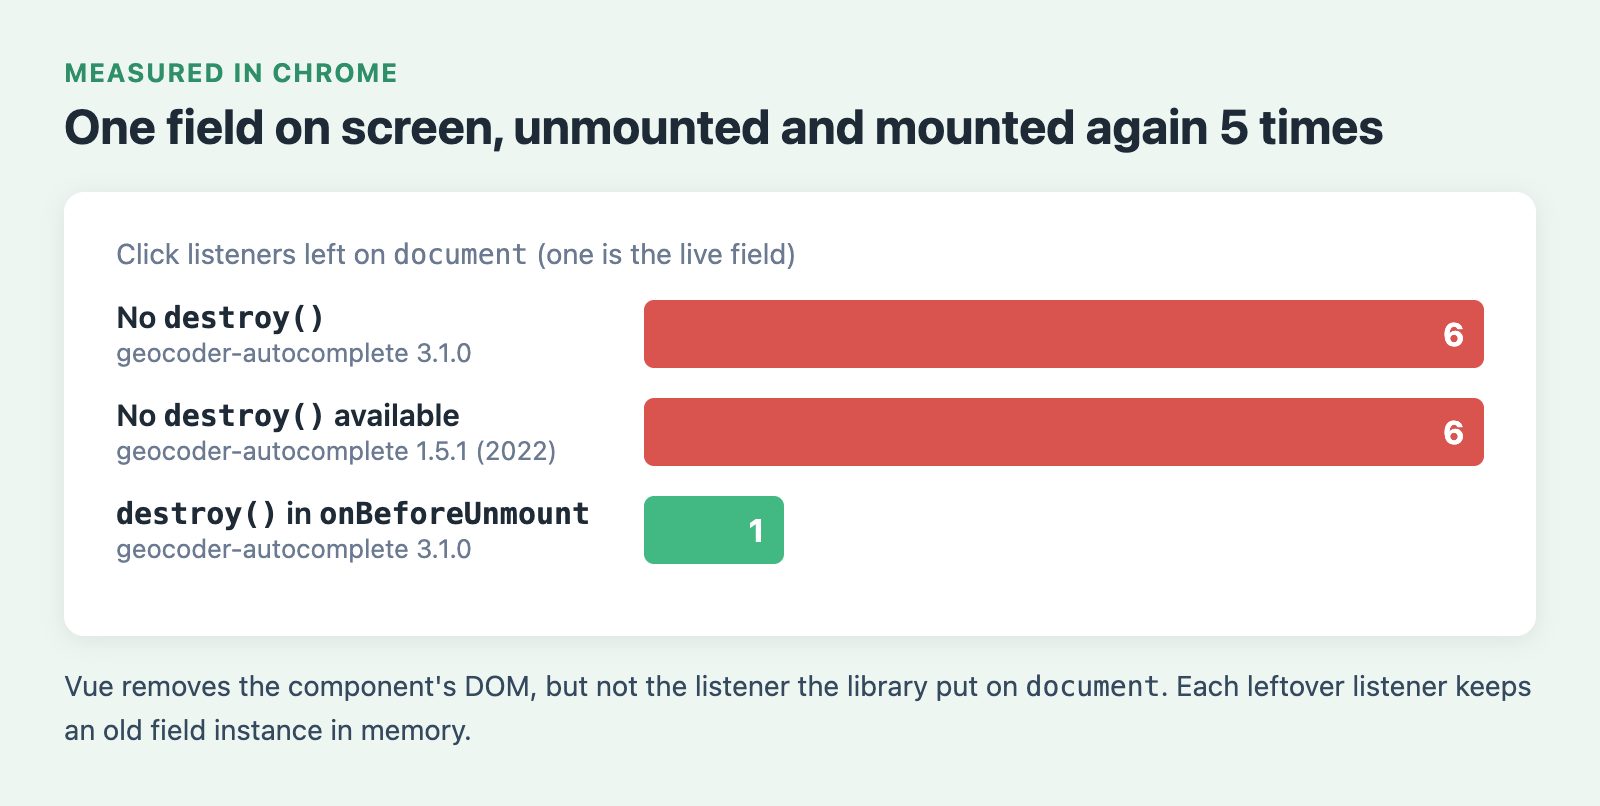 MEASURED IN CHROME
One field on screen, unmounted and mounted again 5 times
Click listeners left on document (one is the live field)
No destroy()
geocoder-autocomplete 3.1.0
6
No destroy() available
geocoder-autocomplete 1.5.1 (2022)
6
destroy() in onBeforeUnmount
geocoder-autocomplete 3.1.0
1
Vue removes the component's DOM, but not the listener the library put on document. Each leftover listener keeps
an old field instance in memory.